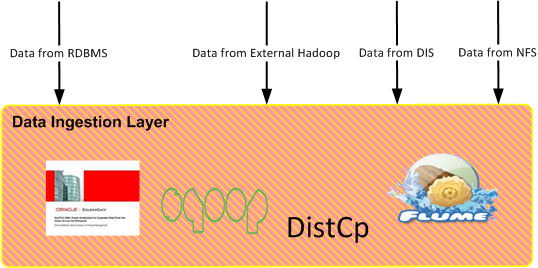 Data from RDBMS
Data from External Hadoop
Data from DIS
Data from NFS
Data Ingestion Layer
ORACLE GOLDENGATE
sqoop
DistCp
FLUME